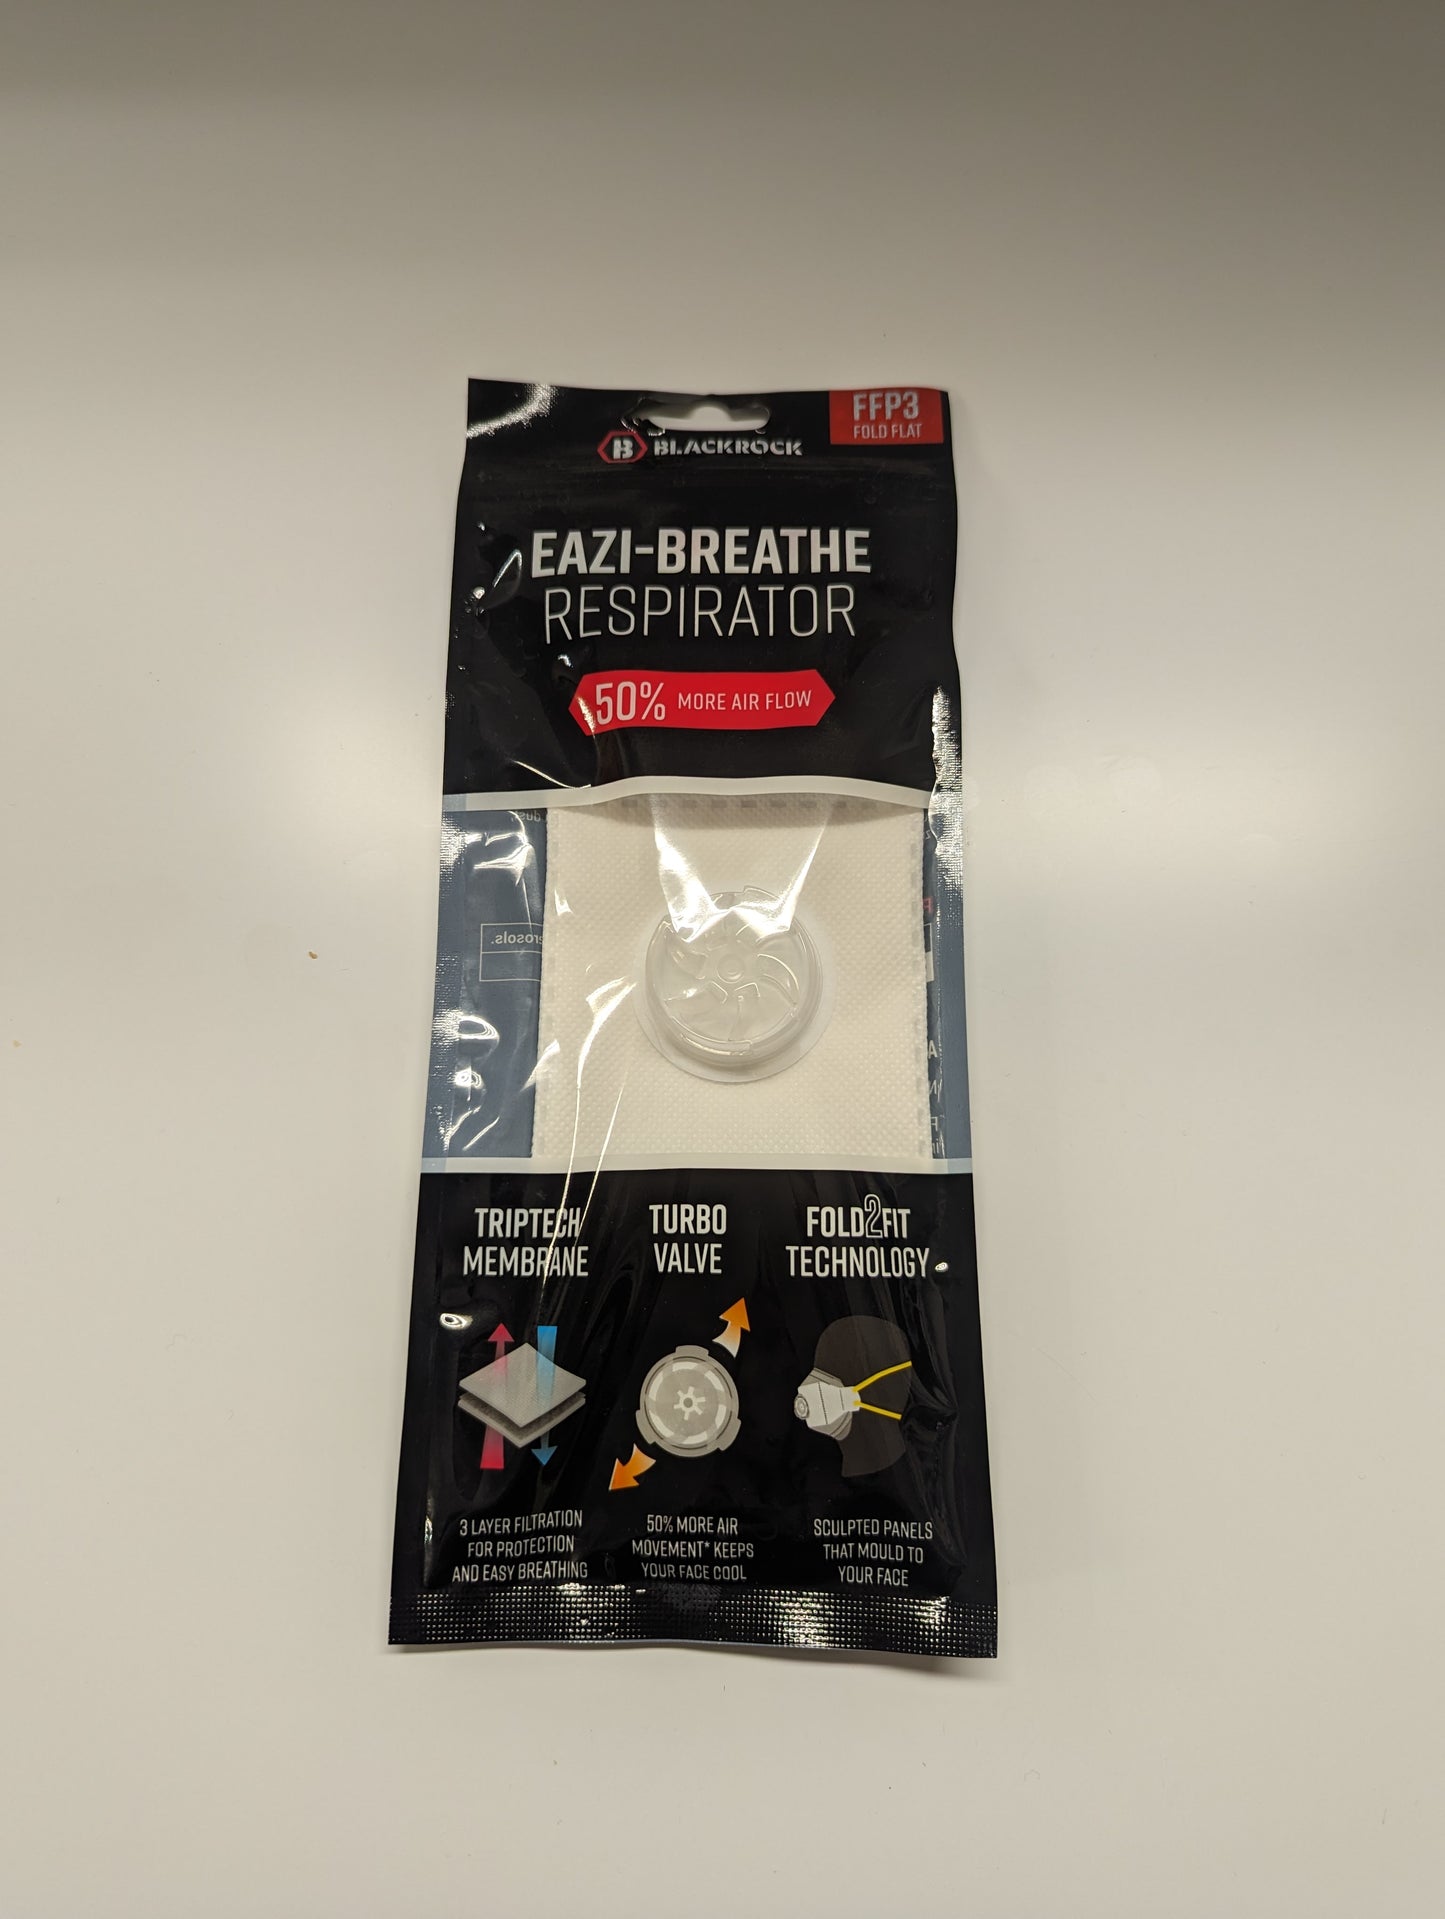 FFP3
FOLD FLAT
B BLACKROCK
EAZI-BREATHE
RESPIRATOR
50% MORE AIR FLOW
TRIPTECH
MEMBRANE
TURBO
VALVE
FOLD2FIT
TECHNOLOGY
3 LAYER FILTRATION
FOR PROTECTION
AND EASY BREATHING
50% MORE AIR
MOVEMENT* KEEPS
YOUR FACE COOL
SCULPTED PANELS
THAT MOULD TO
YOUR FACE